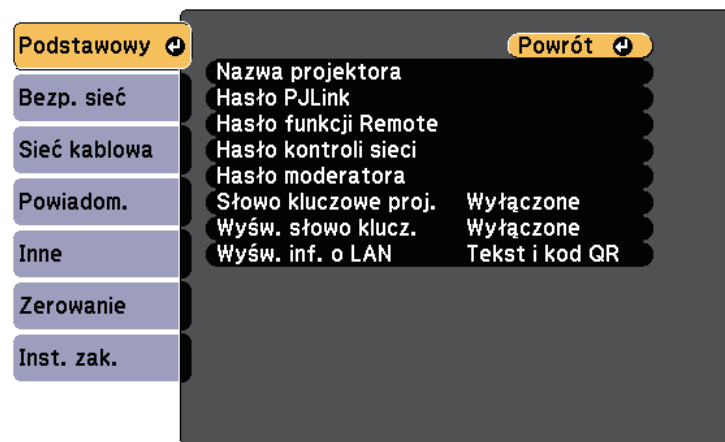 Podstawowy
Bezp. sieć
Sieć kablowa
Powiadom.
Inne
Zerowanie
Inst. zak.
Powrót
Nazwa projektora
Hasło PJLink
Hasło funkcji Remote
Hasło kontroli sieci
Hasło moderatora
Słowo kluczowe proj. Wyłączone
Wyśw. słowo klucz. Wyłączone
Wyśw. inf. o LAN Tekst i kod QR